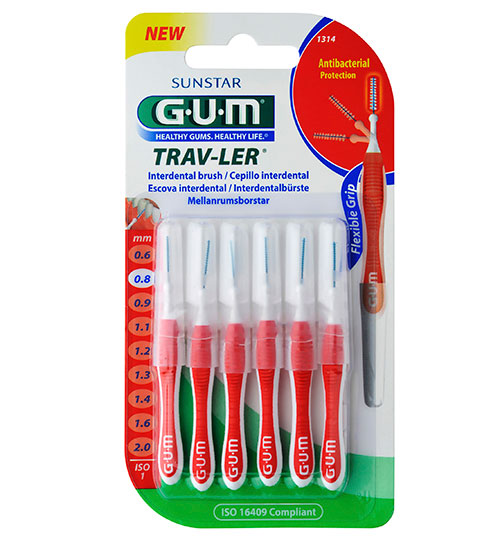 NEW
1314
Antibacterial
Protection
SUNSTAR
G·U·M®
HEALTHY GUMS. HEALTHY LIFE.®
TRAV-LER®
Interdental brush / Cepillo interdental
Escova interdental / Interdentalbürste
Mellanrumsborstar
Flexible Grip
G·U·M
mm
0.6
0.8
0.9
1.1
1.2
1.3
1.4
1.6
2.0
ISO
1
G·U·M G·U·M G·U·M G·U·M G·U·M G·U·M
ISO 16409 Compliant